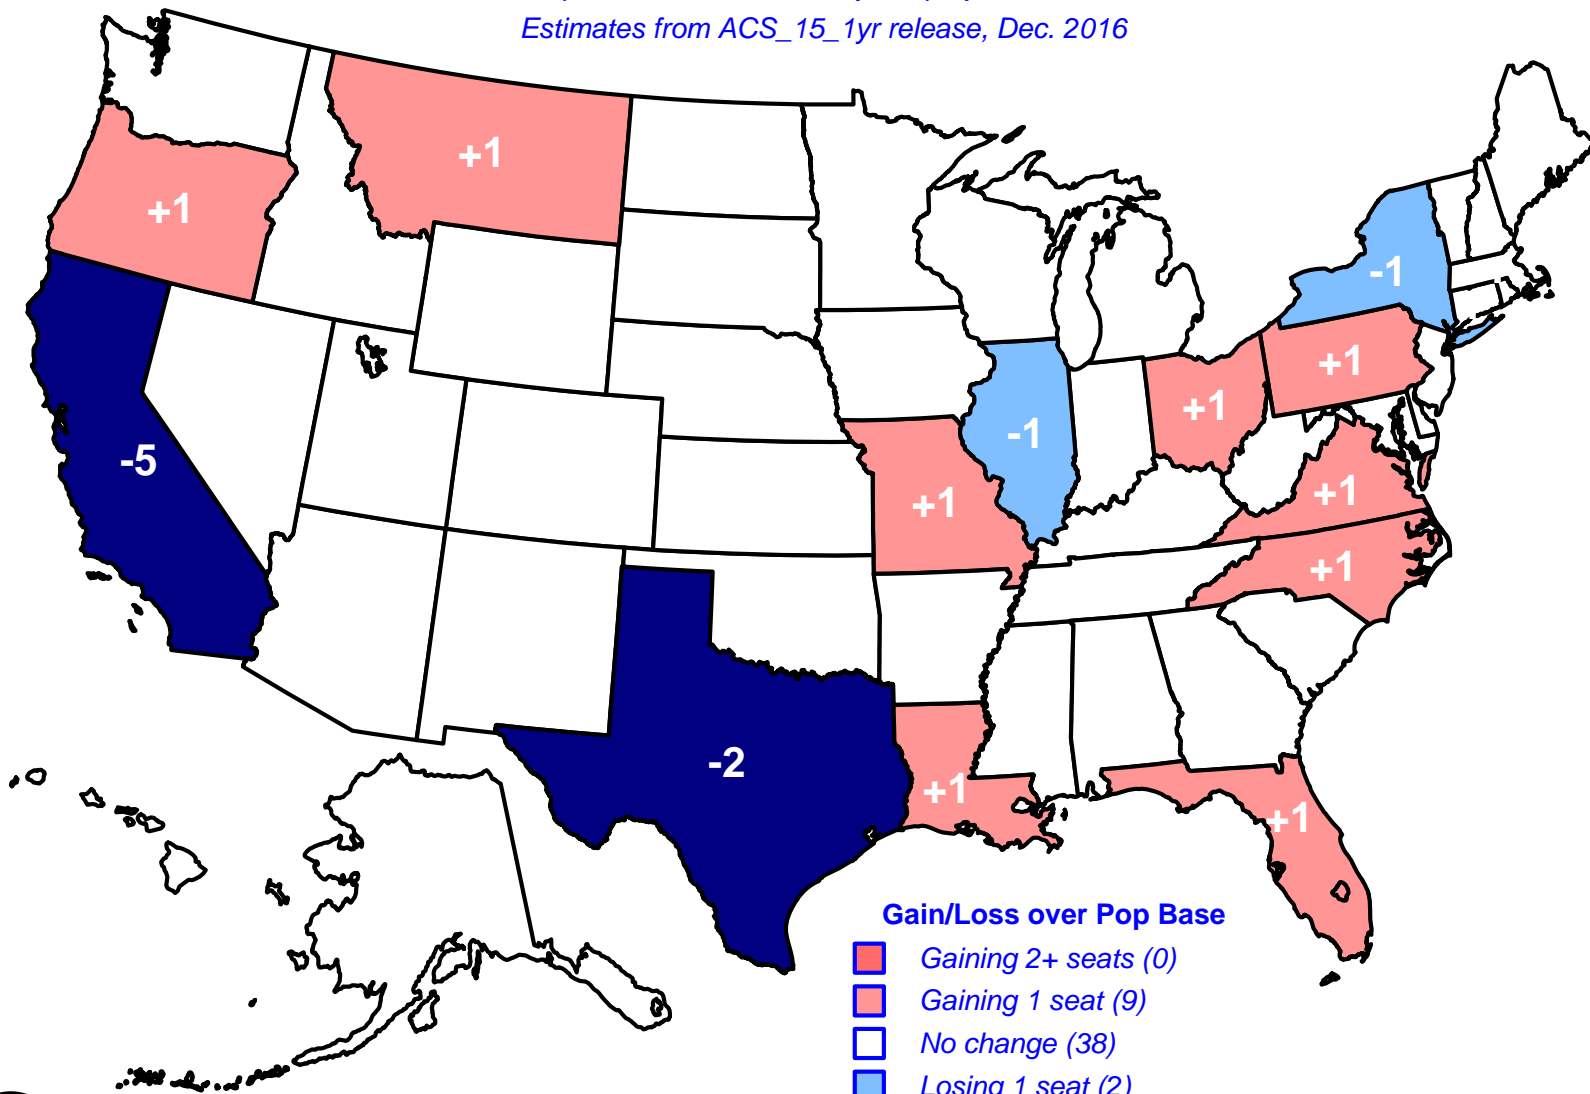 Estimates from ACS_15_1yr release, Dec. 2016
+1
+1
-1
+1
+1
-1
-5
+1
+1
+1
-2
+1
+1
Gain/Loss over Pop Base
Gaining 2+ seats (0)
Gaining 1 seat (9)
No change (38)
Losing 1 seat (2)